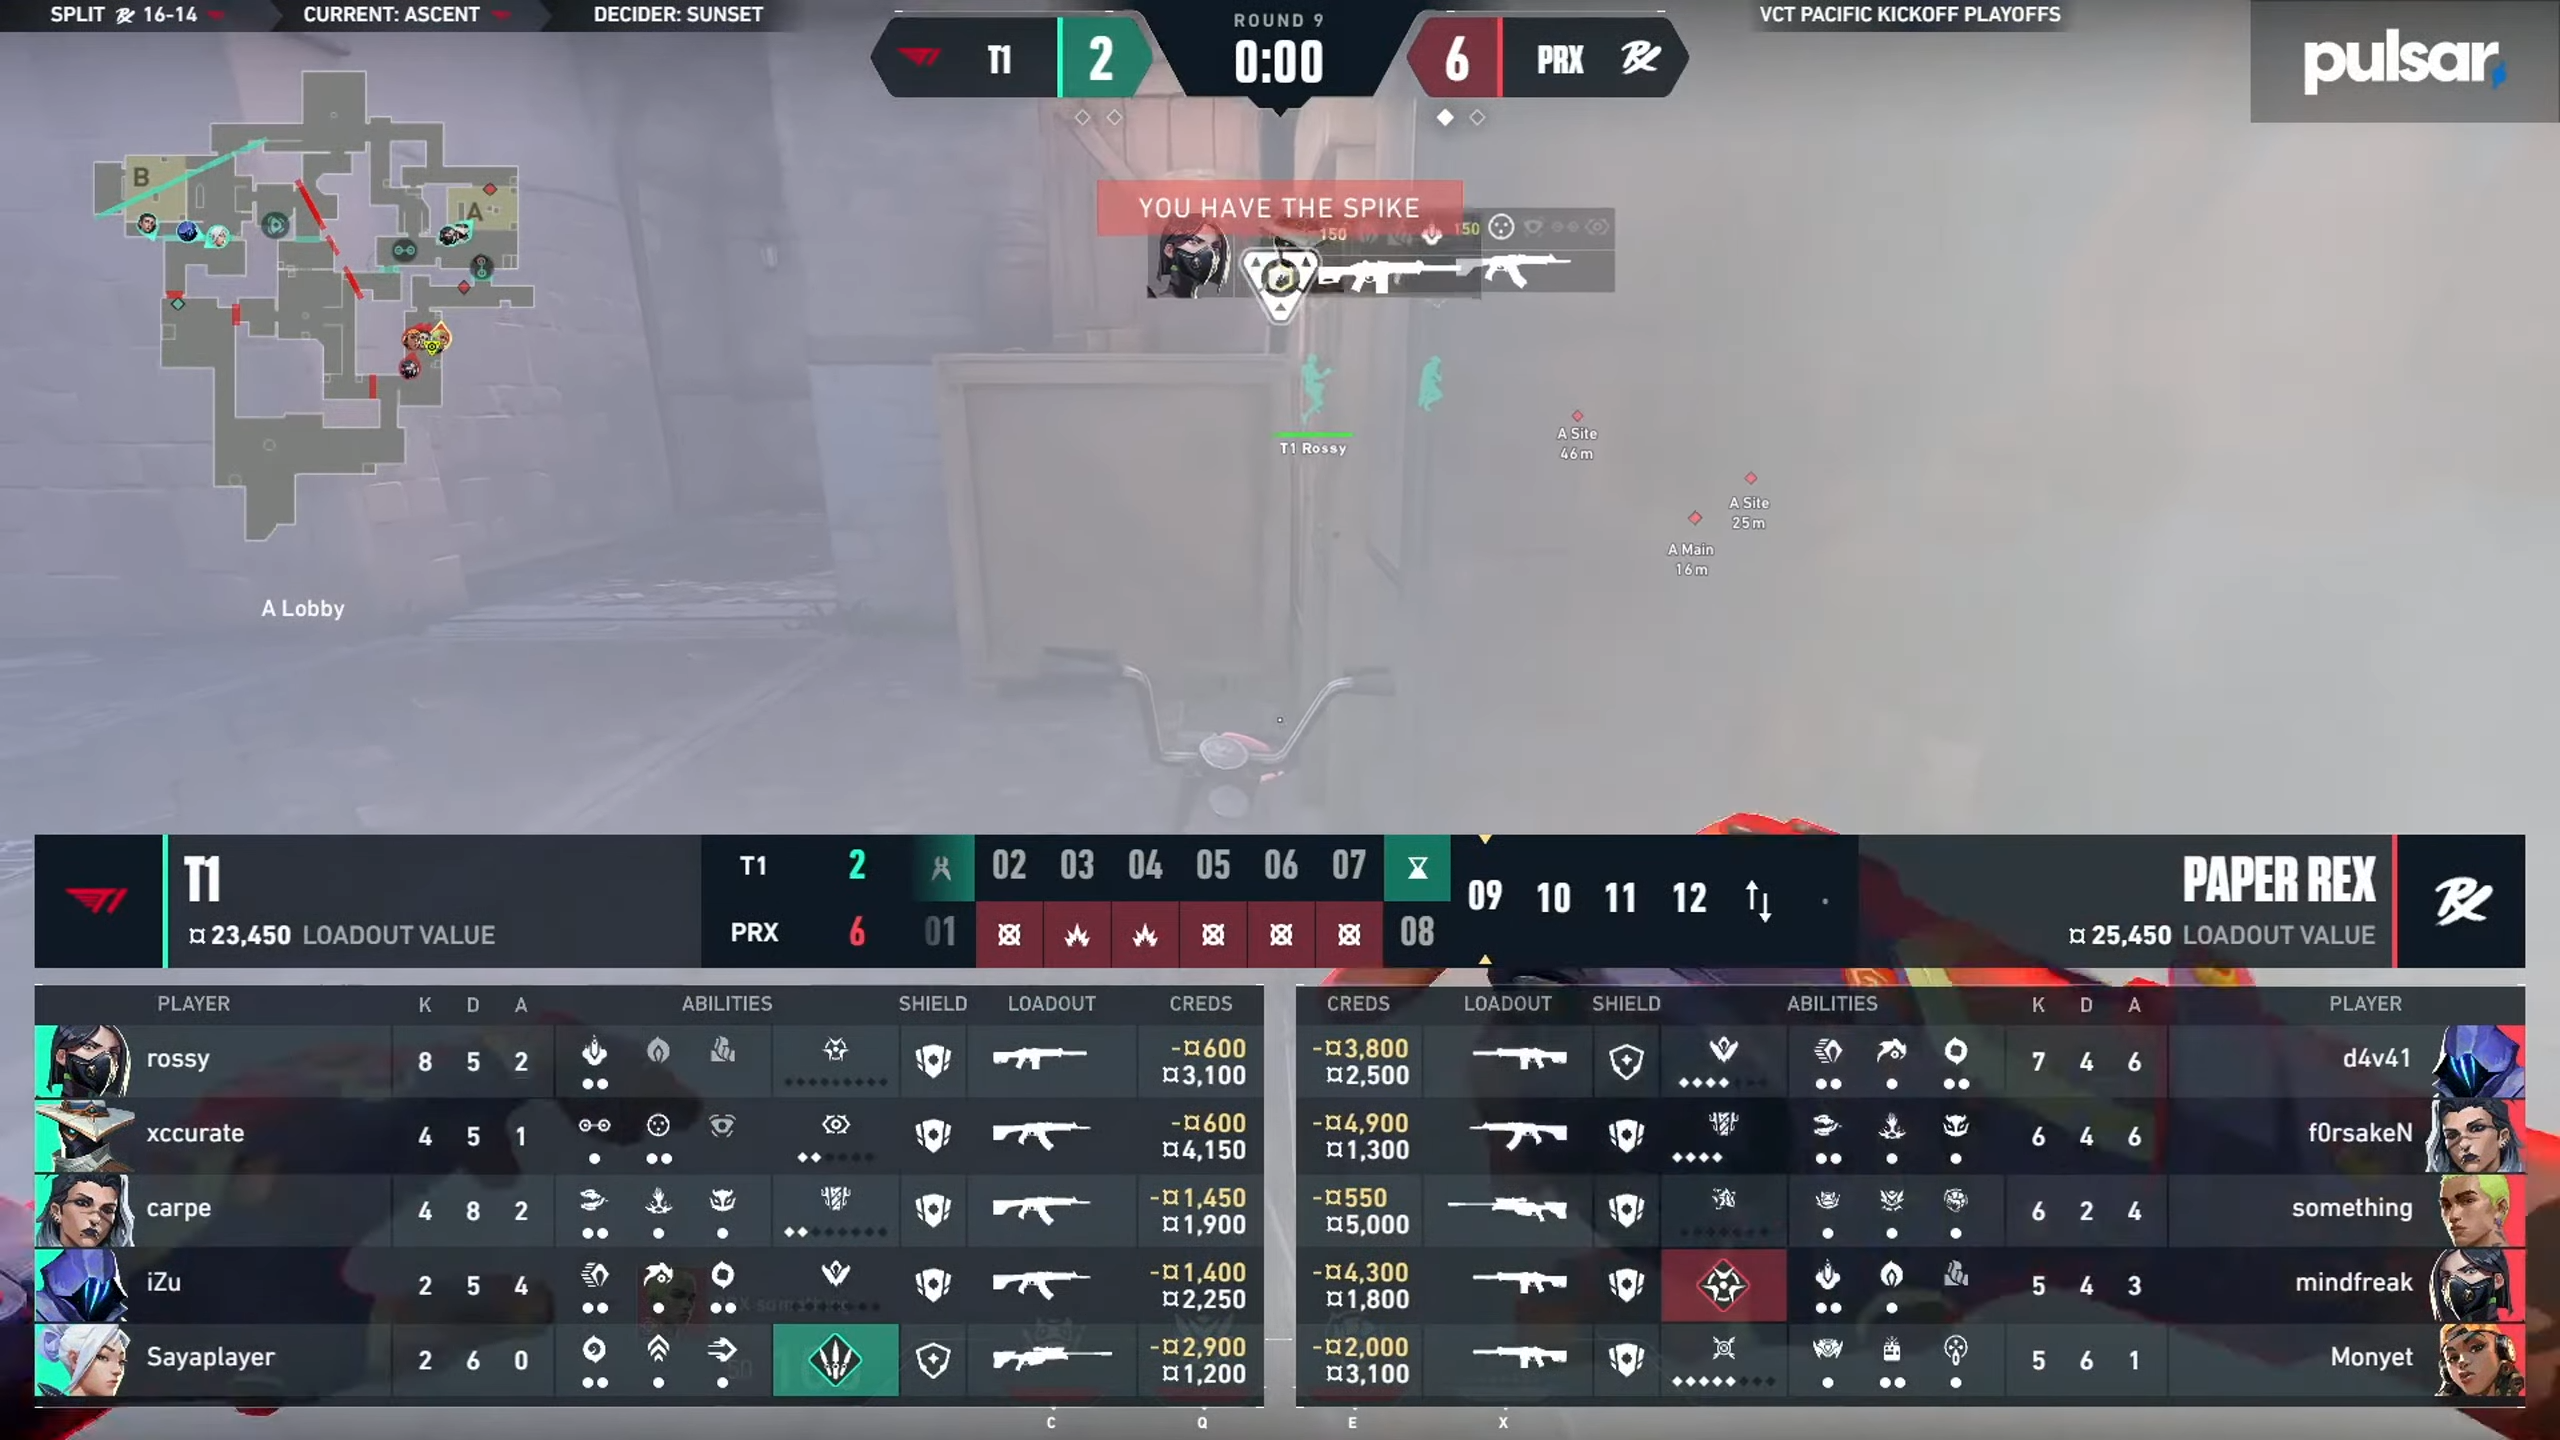 SPLIT 16-14
CURRENT: ASCENT
DECIDER: SUNSET
T1
2
ROUND 9
0:00
6
PRX
VCT PACIFIC KICKOFF PLAYOFFS
pulsar
B
A
YOU HAVE THE SPIKE
150
150
T1 Rossy
A Site
46m
A Site
25m
A Main
16m
A Lobby
T1
¤ 23,450 LOADOUT VALUE
T1 2 02 03 04 05 06 07
PRX 6 01 08
09 10 11 12
PAPER REX
¤ 25,450 LOADOUT VALUE
PLAYER K D A ABILITIES SHIELD LOADOUT CREDS
rossy 8 5 2 -¤600
¤3,100
xccurate 4 5 1 -¤600
¤4,150
carpe 4 8 2 -¤1,450
¤1,900
iZu 2 5 4 -¤1,400
¤2,250
Sayaplayer 2 6 0 -¤2,900
¤1,200
CREDS LOADOUT SHIELD ABILITIES K D A PLAYER
-¤3,800 7 4 6 d4v41
¤2,500
-¤4,900 6 4 6 f0rsakeN
¤1,300
-¤550 6 2 4 something
¤5,000
-¤4,300 5 4 3 mindfreak
¤1,800
-¤2,000 5 6 1 Monyet
¤3,100
C Q E X